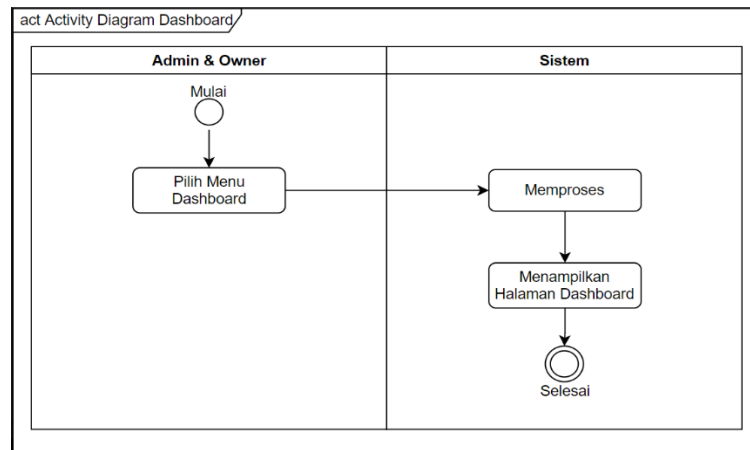 act Activity Diagram Dashboard
Admin & Owner
Sistem
Mulai
Pilih Menu
Dashboard
Memproses
Menampilkan
Halaman Dashboard
Selesai